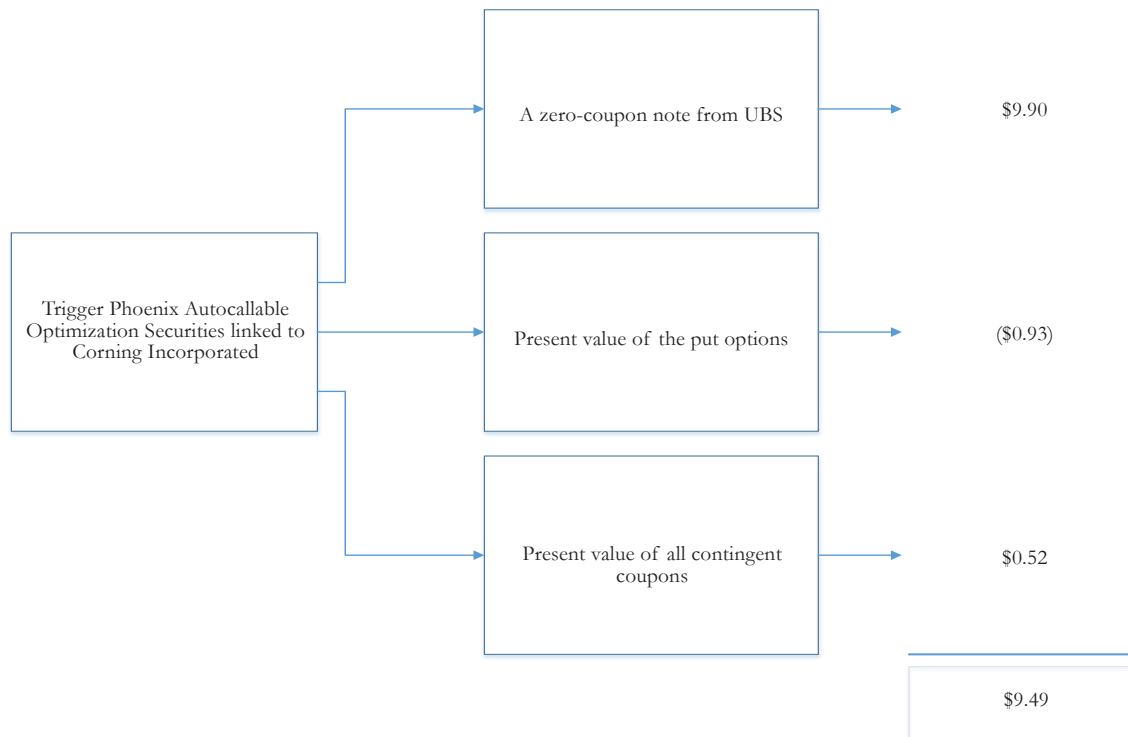 A zero-coupon note from UBS
$9.90
Trigger Phoenix Autocallable
Optimization Securities linked to
Corning Incorporated
Present value of the put options
($0.93)
Present value of all contingent
coupons
$0.52
$9.49